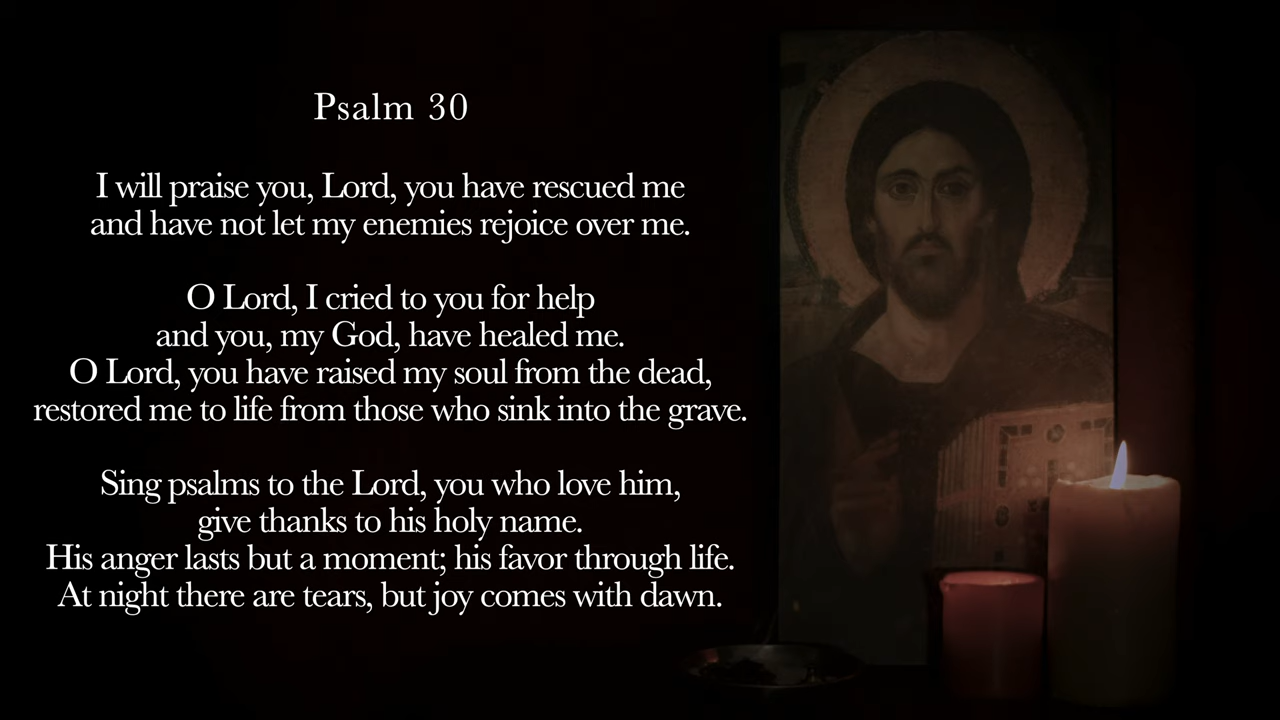 Psalm 30
I will praise you, Lord, you have rescued me
and have not let my enemies rejoice over me.
O Lord, I cried to you for help
and you, my God, have healed me.
O Lord, you have raised my soul from the dead,
restored me to life from those who sink into the grave.
Sing psalms to the Lord, you who love him,
give thanks to his holy name.
His anger lasts but a moment; his favor through life.
At night there are tears, but joy comes with dawn.